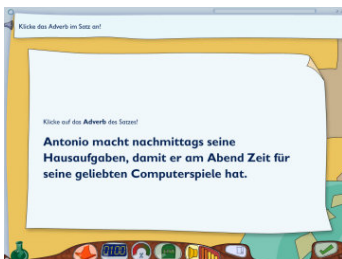 Klicke das Adverb im Satz an!
Klicke auf das Adverb des Satzes!
Antonio macht nachmittags seine
Hausaufgaben, damit er am Abend Zeit für
seine geliebten Computerspiele hat.